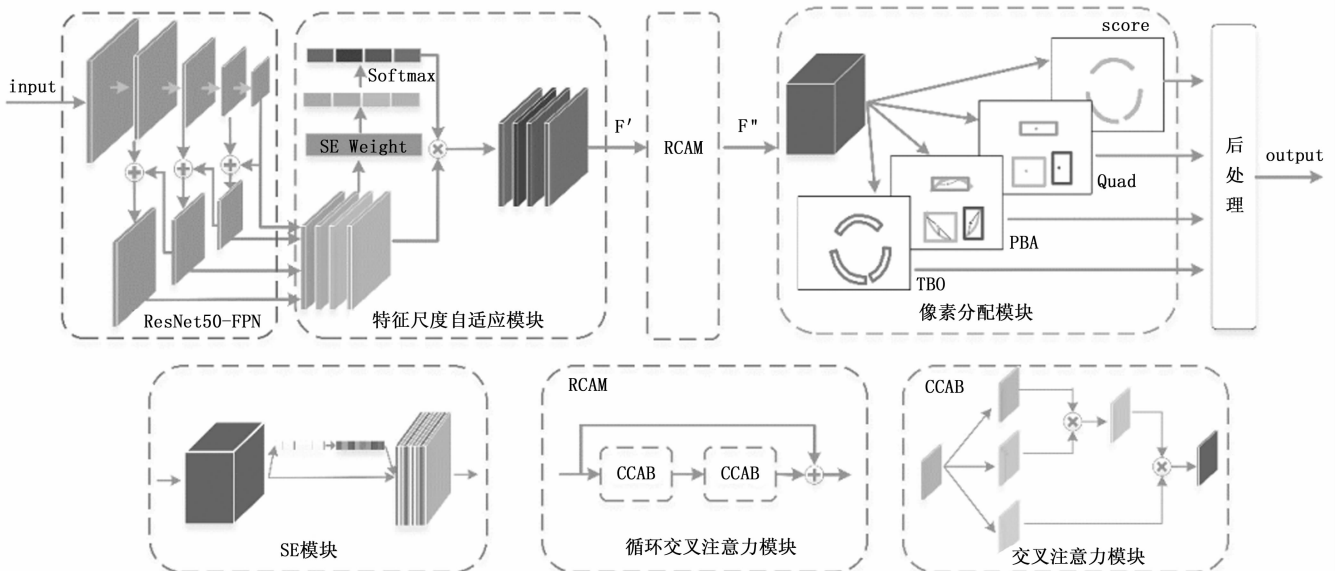 input
ResNet50-FPN
Softmax
SE Weight
特征尺度自适应模块
F′
RCAM
F″
score
Quad
PBA
TBO
像素分配模块
后处理
output
SE模块
RCAM
CCAB
CCAB
循环交叉注意力模块
CCAB
交叉注意力模块